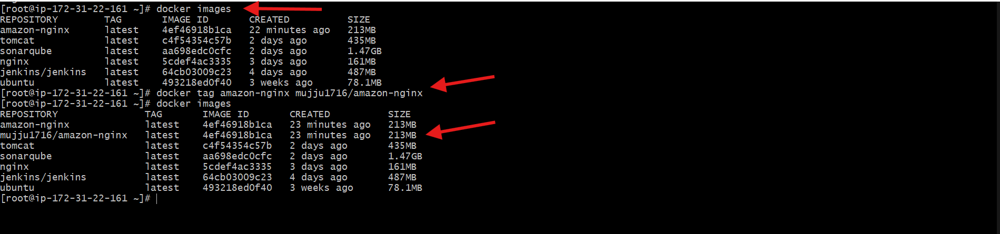 [root@ip-172-31-22-161 ~]# docker images
REPOSITORY TAG IMAGE ID CREATED SIZE
amazon-nginx latest 4ef46918b1ca 22 minutes ago 213MB
tomcat latest c4f54354c57b 2 days ago 435MB
sonarqube latest aa698edc0cfc 2 days ago 1.47GB
nginx latest 5cdef4ac3335 3 days ago 161MB
jenkins/jenkins latest 64cb03009c23 4 days ago 487MB
ubuntu latest 493218ed0f40 3 weeks ago 78.1MB
[root@ip-172-31-22-161 ~]# docker tag amazon-nginx mujju1716/amazon-nginx
[root@ip-172-31-22-161 ~]# docker images
REPOSITORY TAG IMAGE ID CREATED SIZE
amazon-nginx latest 4ef46918b1ca 23 minutes ago 213MB
mujju1716/amazon-nginx latest 4ef46918b1ca 23 minutes ago 213MB
tomcat latest c4f54354c57b 2 days ago 435MB
sonarqube latest aa698edc0cfc 2 days ago 1.47GB
nginx latest 5cdef4ac3335 3 days ago 161MB
jenkins/jenkins latest 64cb03009c23 4 days ago 487MB
ubuntu latest 493218ed0f40 3 weeks ago 78.1MB
[root@ip-172-31-22-161 ~]#